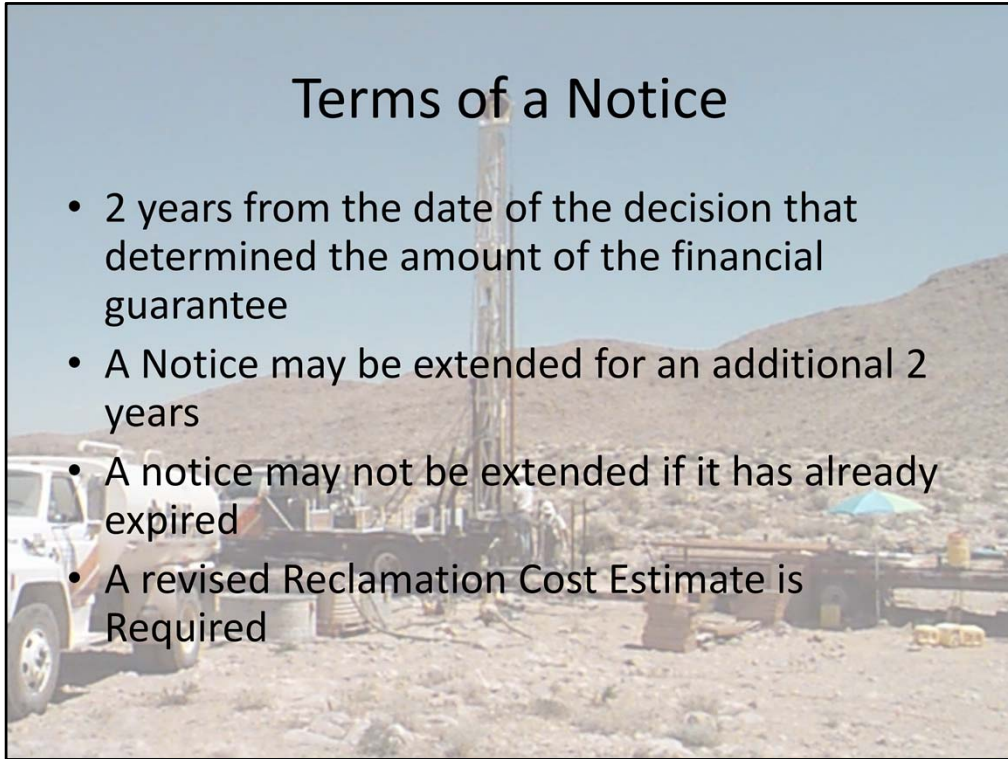 Terms of a Notice
• 2 years from the date of the decision that
determined the amount of the financial
guarantee
• A Notice may be extended for an additional 2
years
• A notice may not be extended if it has already
expired
• A revised Reclamation Cost Estimate is
Required